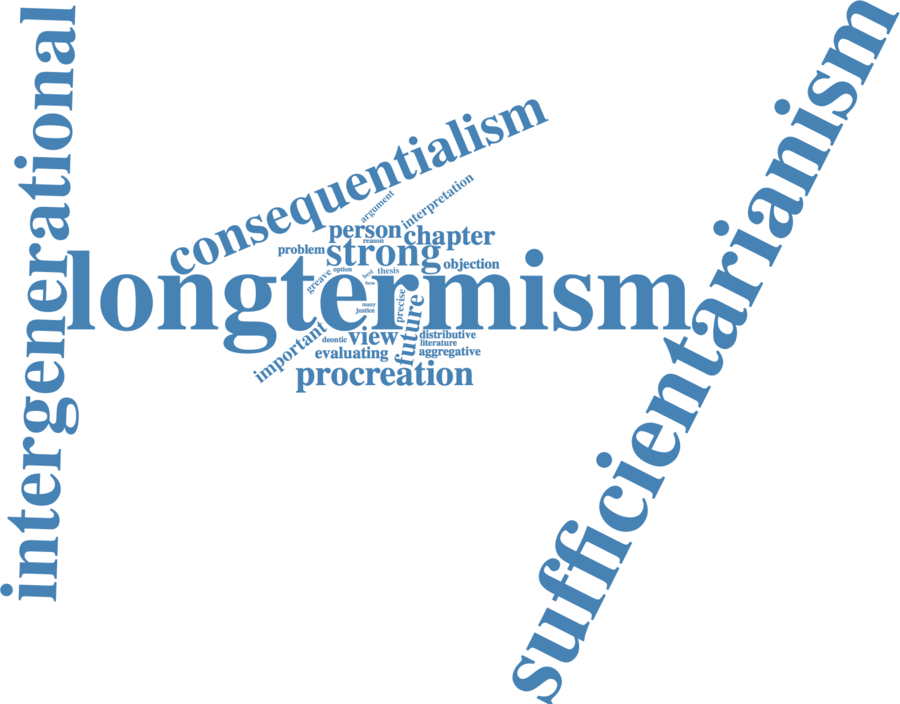 intergenerational
sufficientarianism
consequentialism
argument
interpretation
person
reason
chapter
problem
strong
objection
greave
option
best
thesis
form
longtermism
many
justice
precise
future
important
deontic
view
distributive
literature
evaluating
aggregative
procreation